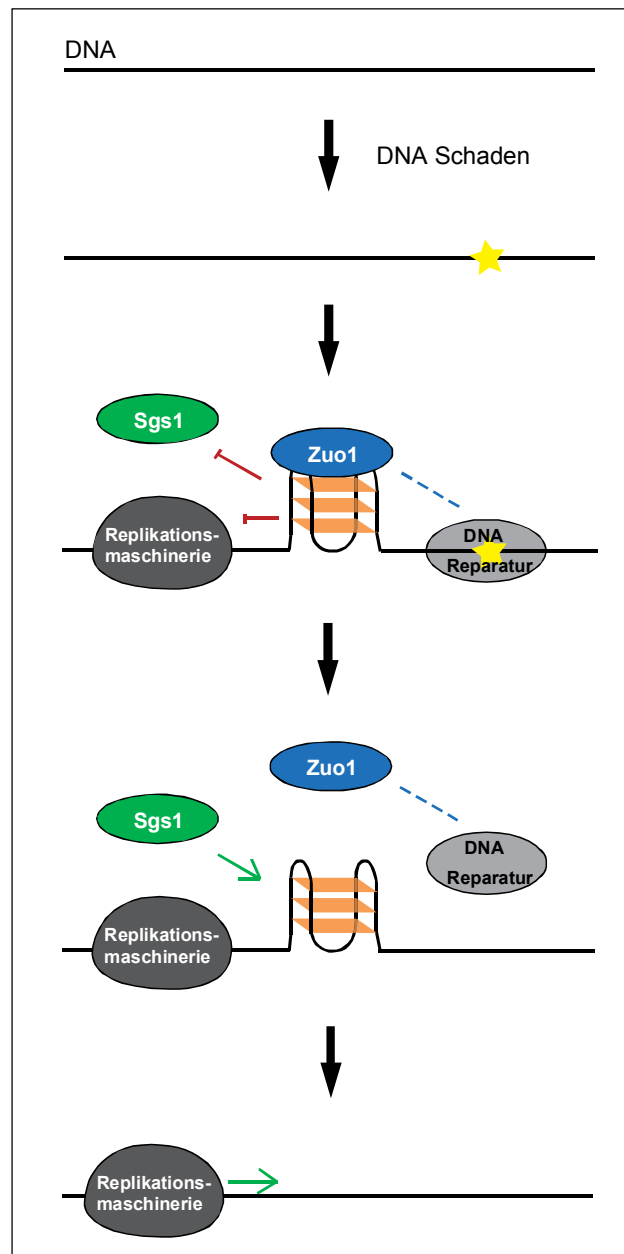 DNA
DNA Schaden
Sgs1
Zuo1
Replikations-
maschinerie
DNA
Reparatur
Zuo1
Sgs1
DNA
Reparatur
Replikations-
maschinerie
Replikations-
maschinerie